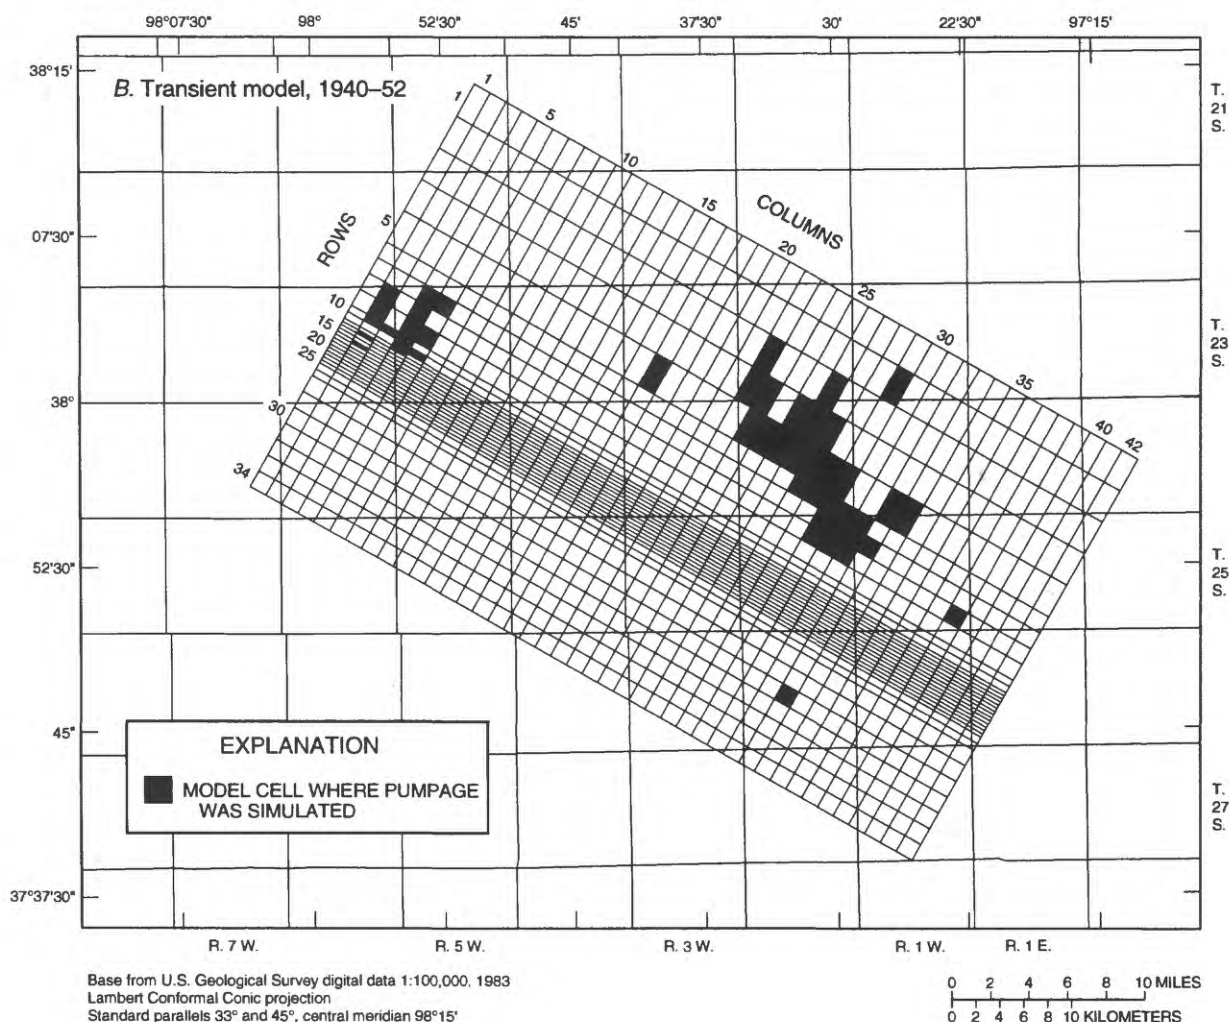 98°07'30" 98° 52'30" 45' 37'30" 30' 22'30" 97°15'
38°15'
B. Transient model, 1940–52
T.
21
S.
1
1
5
10
15
COLUMNS
20
25
30
35
40 42
07'30"
ROWS
5
10
15
20
25
30
34
T.
23
S.
38°
52'30"
T.
25
S.
45"
EXPLANATION
MODEL CELL WHERE PUMPAGE
WAS SIMULATED
T.
27
S.
37°37'30"
R. 7 W. R. 5 W. R. 3 W. R. 1 W. R. 1 E.
Base from U.S. Geological Survey digital data 1:100,000, 1983
Lambert Conformal Conic projection
Standard parallels 33° and 45°, central meridian 98°15'
0 2 4 6 8 10 MILES
0 2 4 6 8 10 KILOMETERS